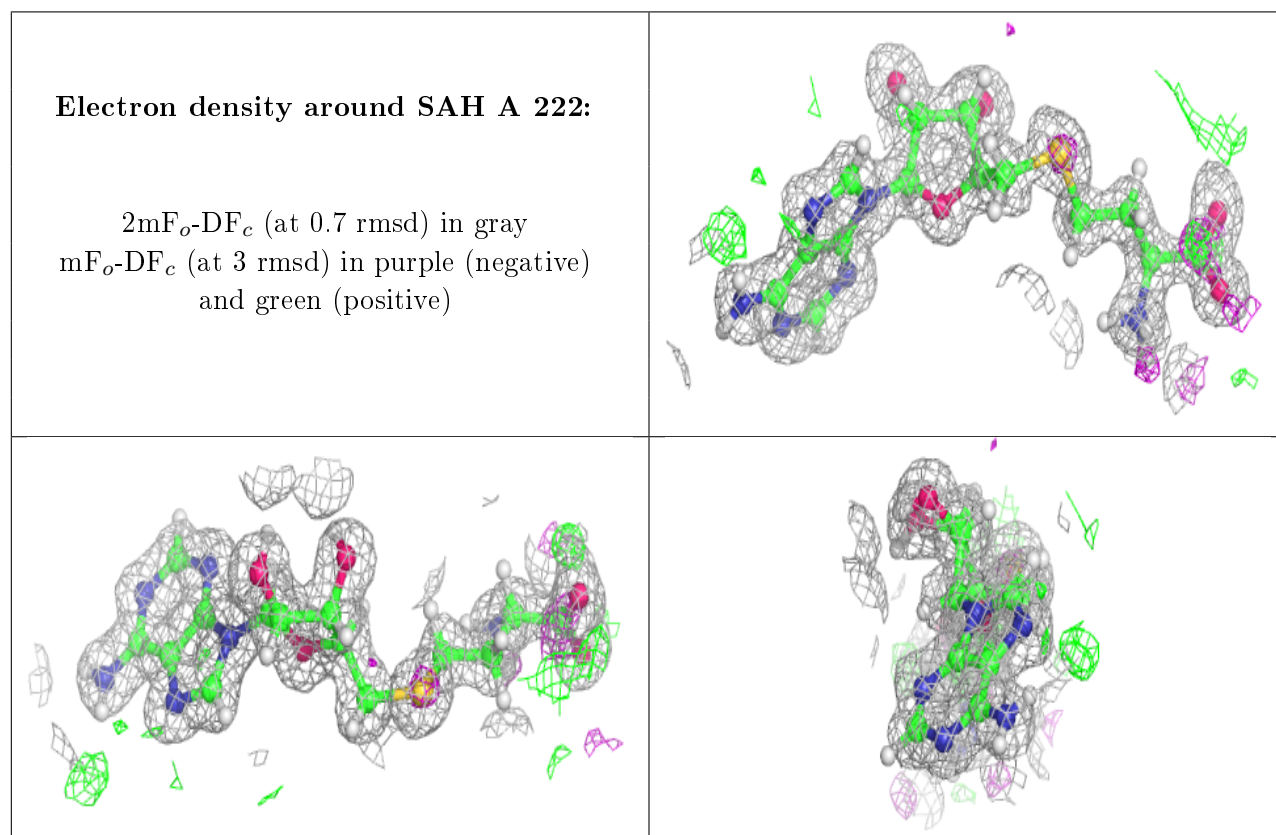 Electron density around SAH A 222:
2mFo-DFc (at 0.7 rmsd) in gray
mFo-DFc (at 3 rmsd) in purple (negative)
and green (positive)